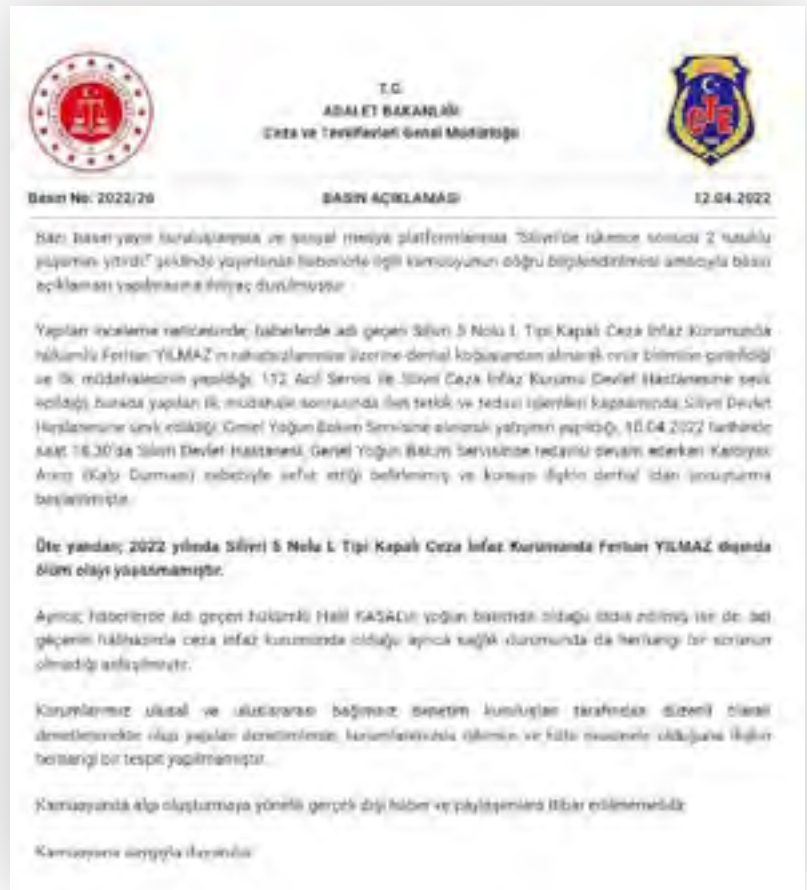 T.C.
ADALET BAKANLIĞI
Ceza ve Tevkifevleri Genel Müdürlüğü
CTE
Basın No: 2022/26 BASIN AÇIKLAMASI 12.04.2022
Bazı basın yayın kuruluşlarında ve sosyal medya platformlarında "Silivri'de işkence sonucu 2 tutuklu
yaşamını yitirdi" şeklinde yayınlanan haberlerle ilgili kamuoyunun doğru bilgilendirilmesi amacıyla basın
açıklaması yapılmasına ihtiyaç duyulmuştur.
Yapılan inceleme neticesinde; haberlerde adı geçen Silivri 5 Nolu L Tipi Kapalı Ceza İnfaz Kurumunda
hükümlü Ferhan YILMAZ'ın rahatsızlanması üzerine derhal koğuşundan alınarak revir birimine getirildiği
ve ilk müdahalesinin yapıldığı, 112 Acil Servis ile Silivri Ceza İnfaz Kurumu Devlet Hastanesine sevk
edildiği, burada yapılan ilk müdahale sonrasında ileri tetkik ve tedavi işlemleri kapsamında Silivri Devlet
Hastanesine sevk edildiği, Genel Yoğun Bakım Servisine alınarak yatışının yapıldığı, 10.04.2022 tarihinde
saat 16.30'da Silivri Devlet Hastanesi Genel Yoğun Bakım Servisinde tedavisi devam ederken Kardiyak
Arrest (Kalp Durması) sebebiyle vefat ettiği belirlenmiş ve konuya ilişkin derhal idari soruşturma
başlatılmıştır.
Öte yandan; 2022 yılında Silivri 5 Nolu L Tipi Kapalı Ceza İnfaz Kurumunda Ferhan YILMAZ dışında
ölüm olayı yaşanmamıştır.
Ayrıca; haberlerde adı geçen hükümlü Halil KASAL'ın yoğun bakımda olduğu iddia edilmiş ise de, adı
geçenin hâlihazırda ceza infaz kurumunda olduğu ayrıca sağlık durumunda da herhangi bir sorunun
olmadığı anlaşılmıştır.
Kurumlarımız ulusal ve uluslararası bağımsız denetim kuruluşları tarafından düzenli olarak
denetlenmekte olup yapılan denetimlerde, kurumlarımızda işkence ve kötü muamele olduğuna ilişkin
herhangi bir tespit yapılmamıştır.
Kamuoyunda algı oluşturmaya yönelik gerçek dışı haber ve paylaşımlara itibar edilmemelidir.
Kamuoyuna saygıyla duyurulur.